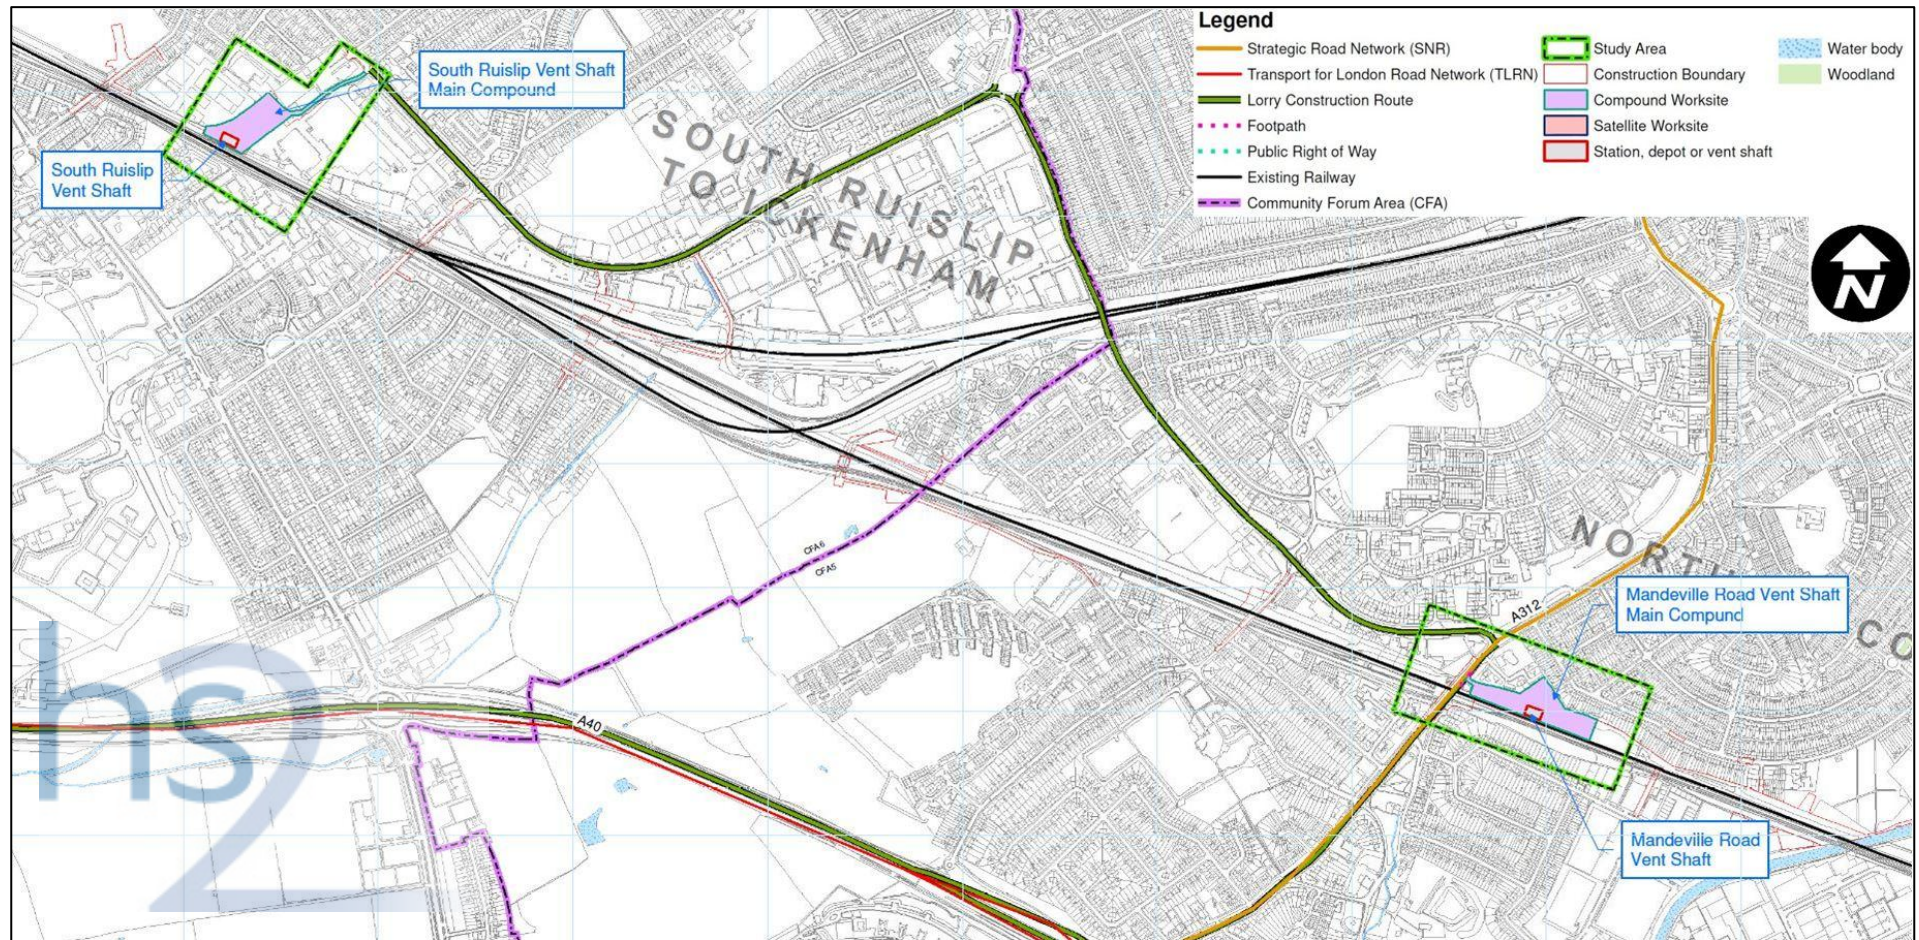 Legend
Strategic Road Network (SNR)
Transport for London Road Network (TLRN)
Lorry Construction Route
Footpath
Public Right of Way
Existing Railway
Community Forum Area (CFA)
Study Area
Construction Boundary
Compound Worksite
Satellite Worksite
Station, depot or vent shaft
Water body
Woodland
N
South Ruislip Vent Shaft
Main Compound
South Ruislip
Vent Shaft
SOUTH RUISLIP
TO ICKENHAM
CFA6
CFA5
NORTH
CO
A312
Mandeville Road Vent Shaft
Main Compund
Mandeville Road
Vent Shaft
A40
hs2